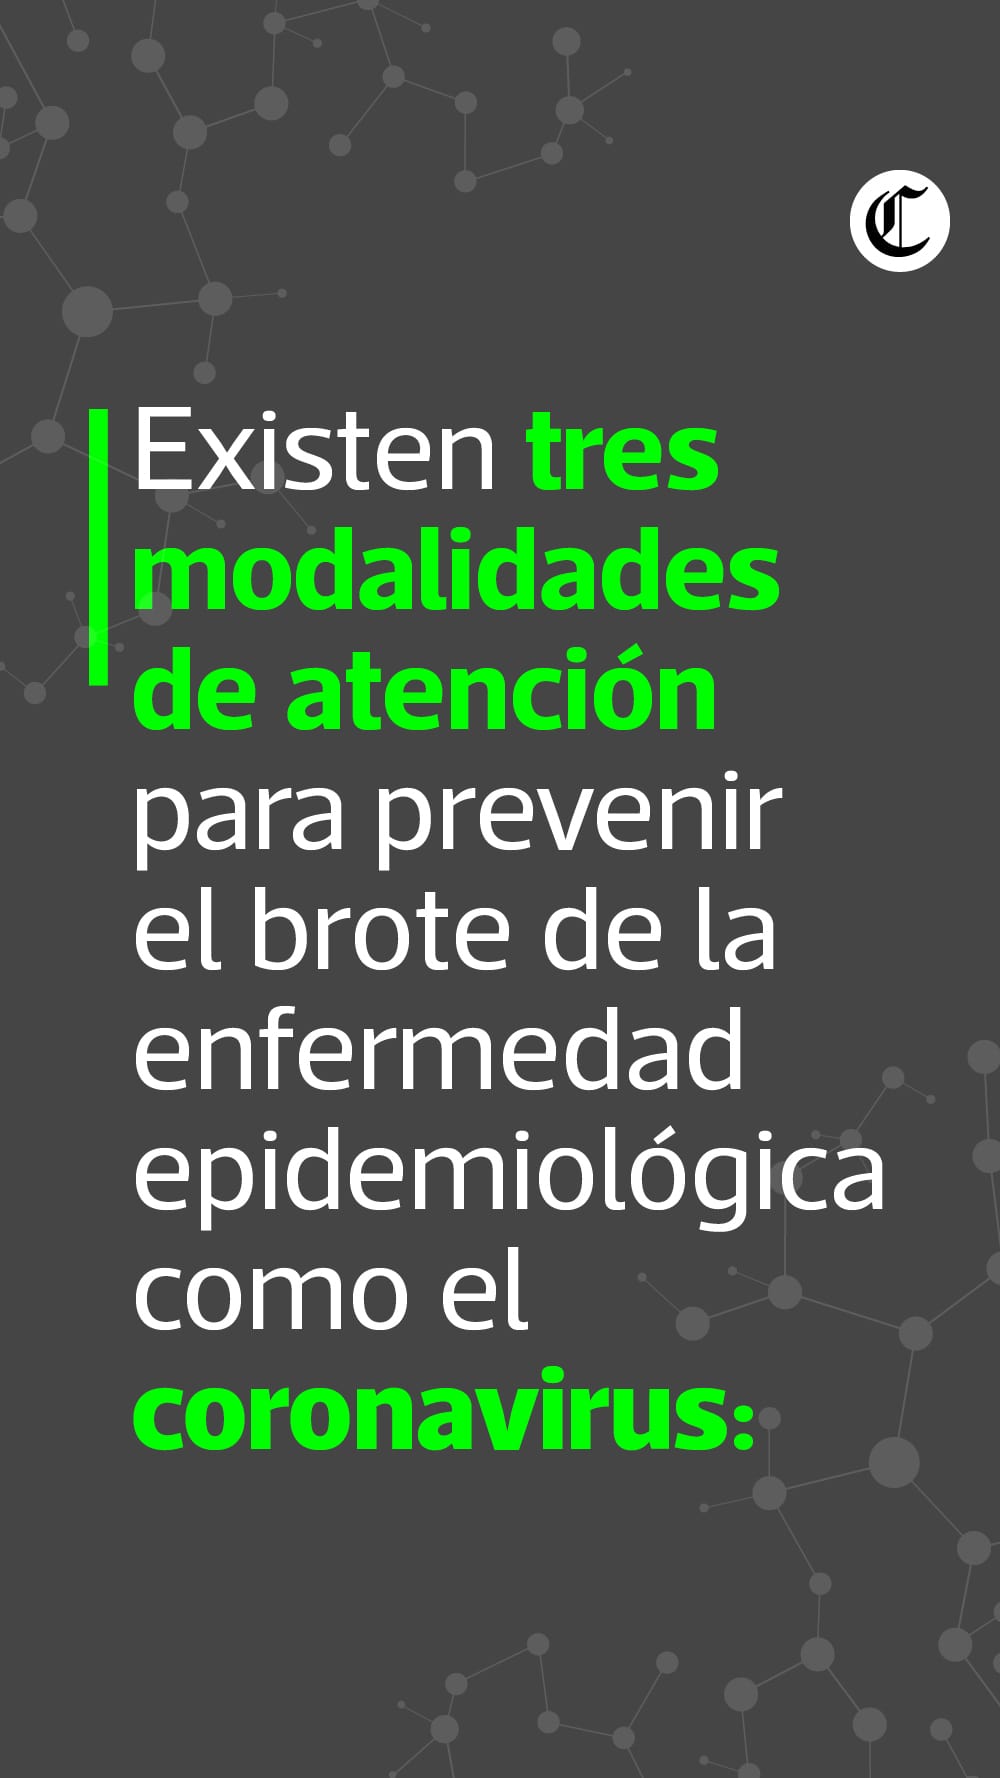 C
Existen tres
modalidades
de atención
para prevenir
el brote de la
enfermedad
epidemiológica
como el
coronavirus: